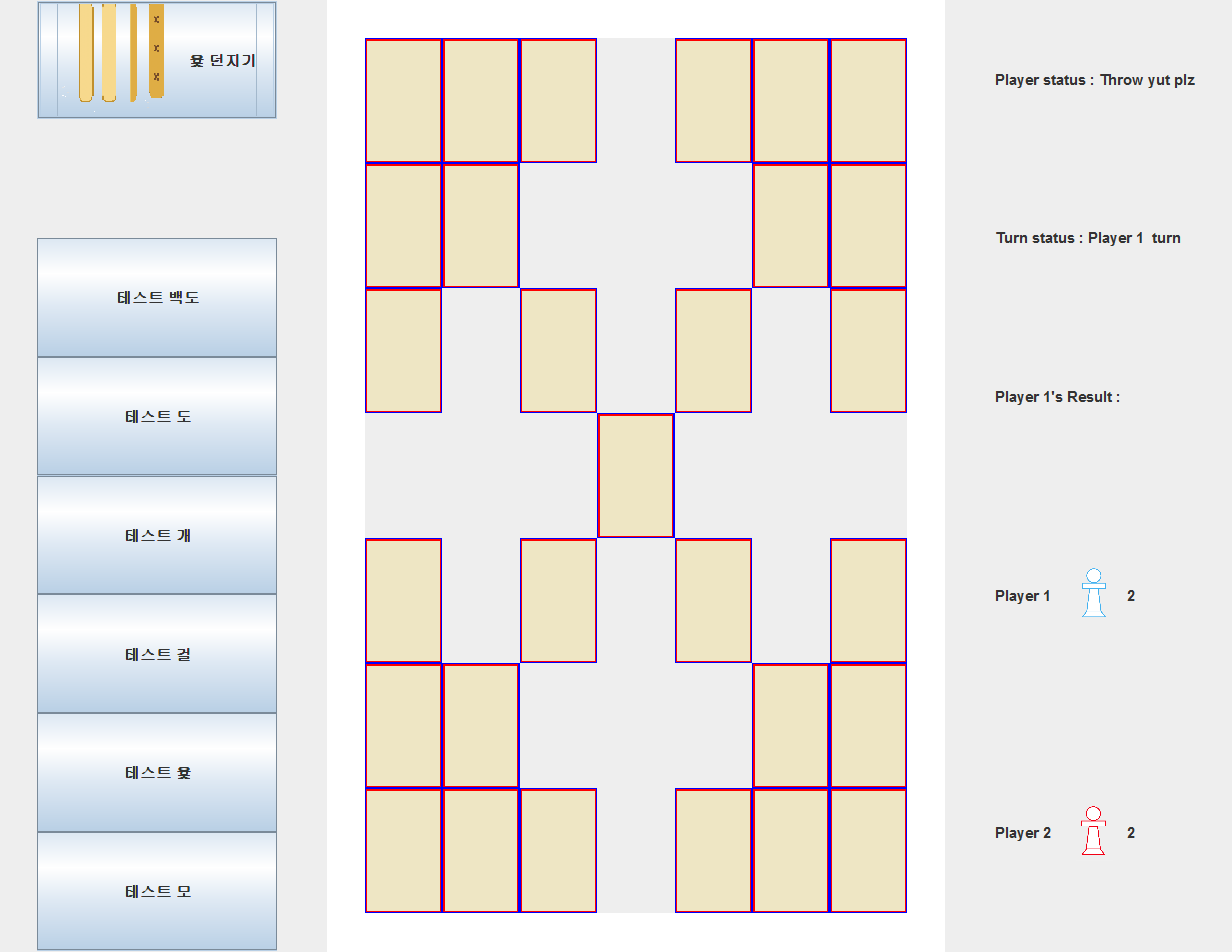 윷 던지기
테스트 백도
테스트 도
테스트 개
테스트 걸
테스트 윷
테스트 모
Player status : Throw yut plz
Turn status : Player 1  turn
Player 1's Result :
Player 1 2
Player 2 2